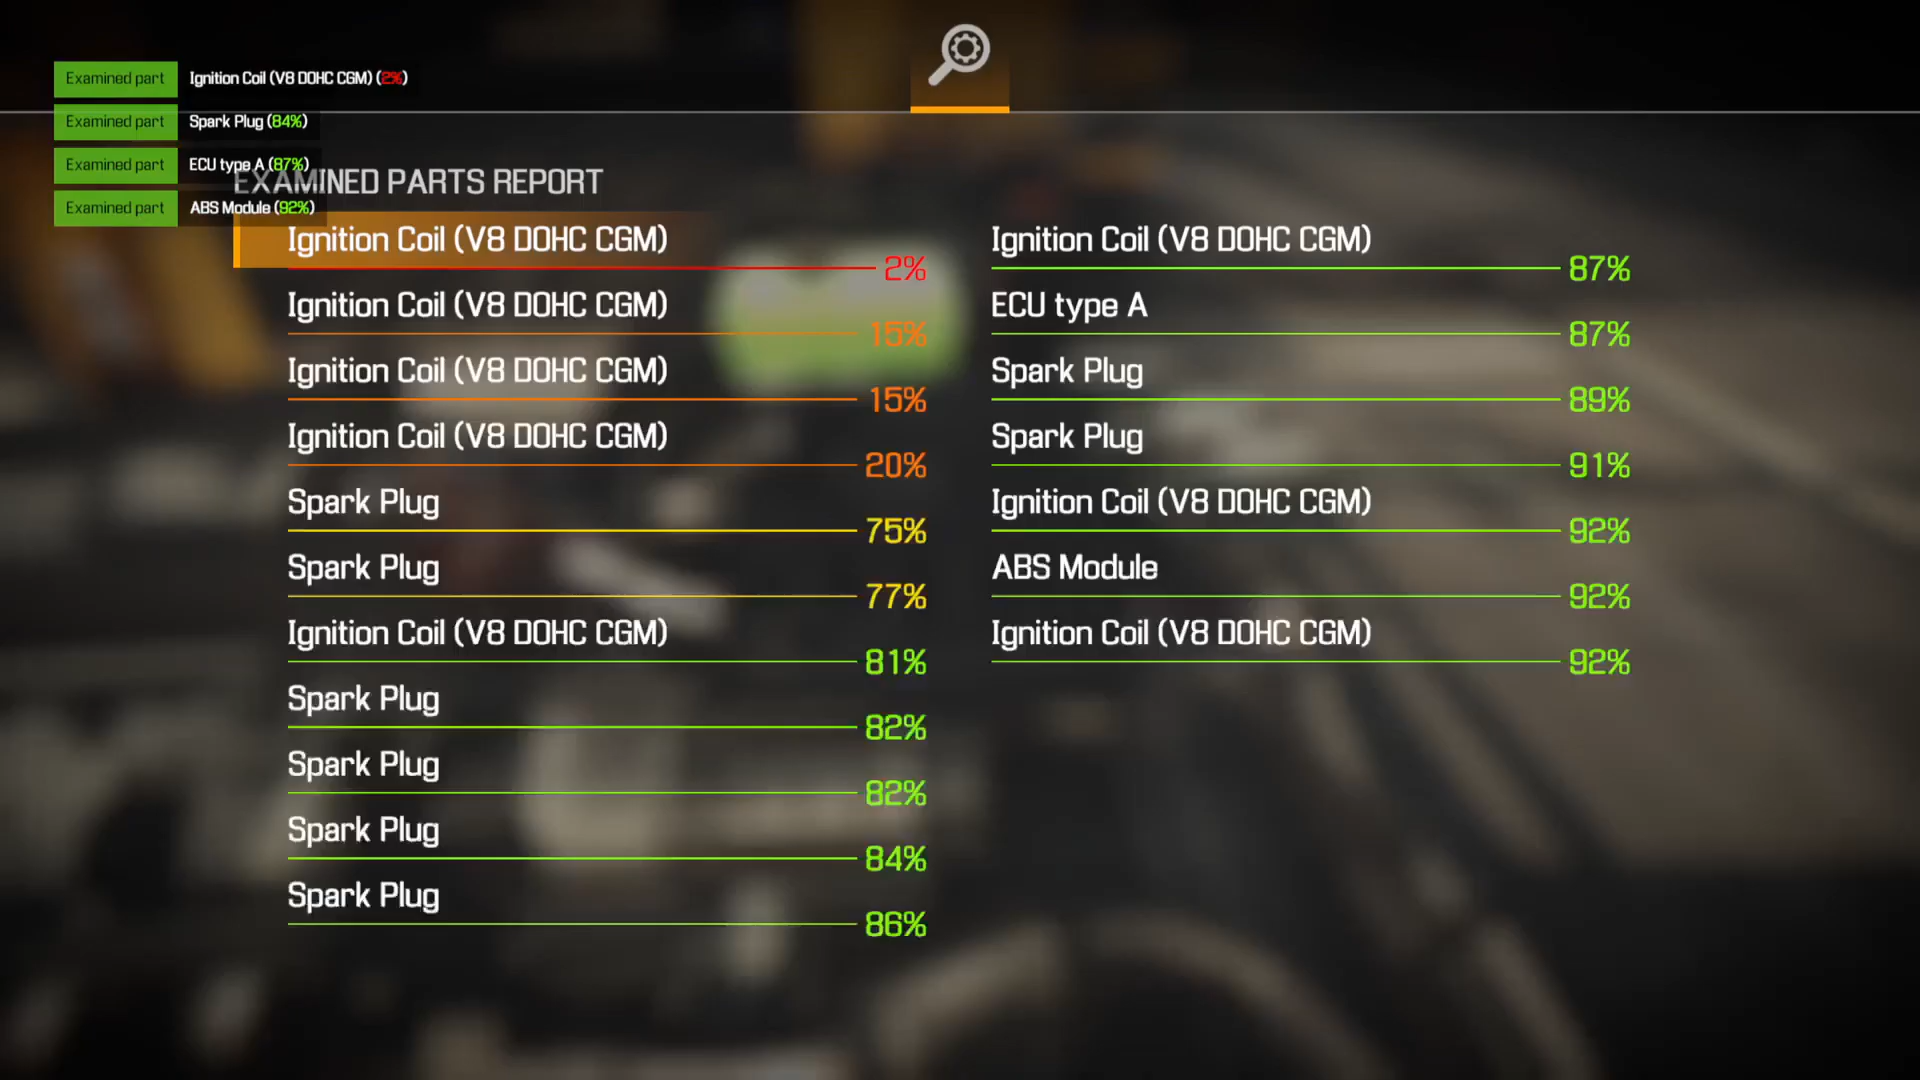 Examined part Ignition Coil (V8 DOHC CGM) (2%)
Examined part Spark Plug (84%)
Examined part ECU type A (87%)
Examined part ABS Module (92%)
EXAMINED PARTS REPORT
Ignition Coil (V8 DOHC CGM)
2%
Ignition Coil (V8 DOHC CGM)
15%
Ignition Coil (V8 DOHC CGM)
15%
Ignition Coil (V8 DOHC CGM)
20%
Spark Plug
75%
Spark Plug
77%
Ignition Coil (V8 DOHC CGM)
81%
Spark Plug
82%
Spark Plug
82%
Spark Plug
84%
Spark Plug
86%
Ignition Coil (V8 DOHC CGM)
87%
ECU type A
87%
Spark Plug
89%
Spark Plug
91%
Ignition Coil (V8 DOHC CGM)
92%
ABS Module
92%
Ignition Coil (V8 DOHC CGM)
92%